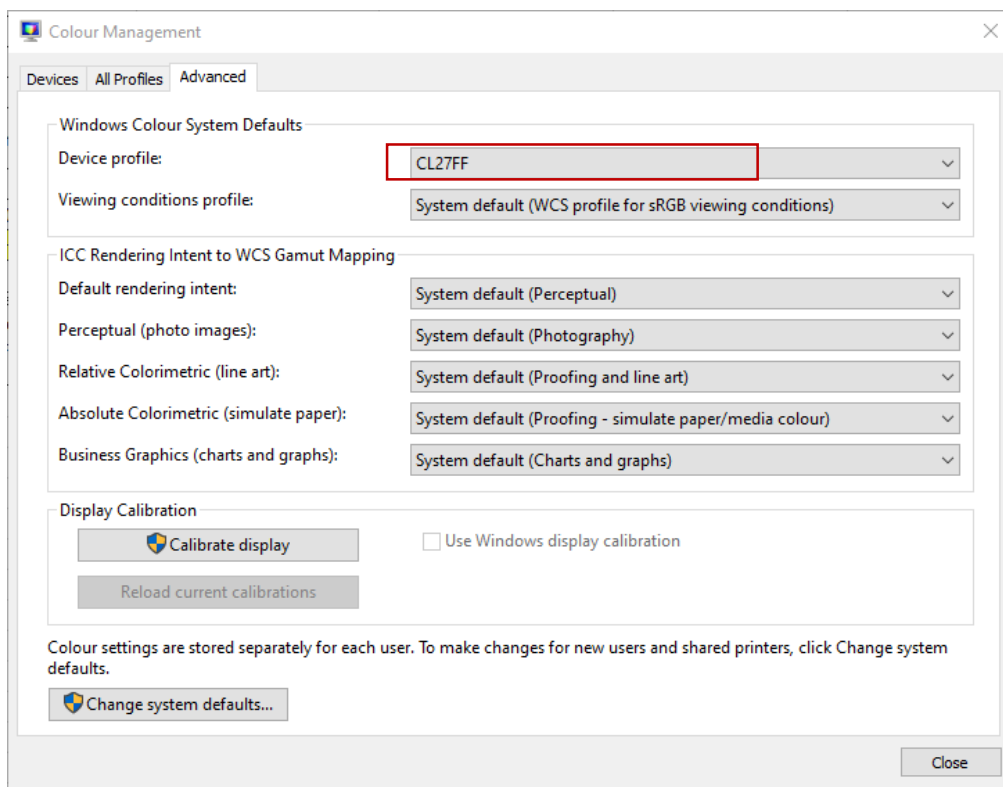 Colour Management
Devices All Profiles Advanced
Windows Colour System Defaults
Device profile: CL27FF
Viewing conditions profile: System default (WCS profile for sRGB viewing conditions)
ICC Rendering Intent to WCS Gamut Mapping
Default rendering intent: System default (Perceptual)
Perceptual (photo images): System default (Photography)
Relative Colorimetric (line art): System default (Proofing and line art)
Absolute Colorimetric (simulate paper): System default (Proofing - simulate paper/media colour)
Business Graphics (charts and graphs): System default (Charts and graphs)
Display Calibration
Calibrate display Use Windows display calibration
Reload current calibrations
Colour settings are stored separately for each user. To make changes for new users and shared printers, click Change system
defaults.
Change system defaults...
Close